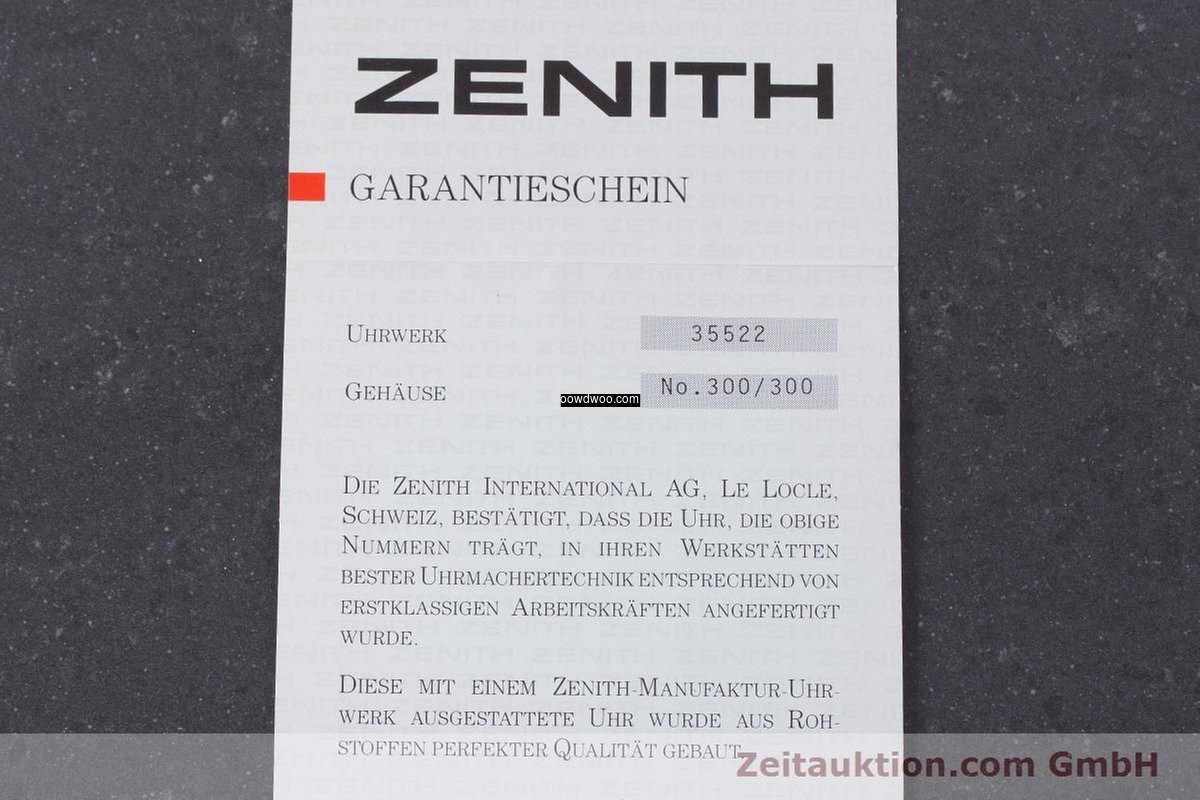 ZENITH
GARANTIESCHEIN
UHRWERK 35522
GEHÄUSE No.300/300
powdwoo.com
DIE ZENITH INTERNATIONAL AG, LE LOCLE,
SCHWEIZ, BESTÄTIGT, DASS DIE UHR, DIE OBIGE
NUMMERN TRÄGT, IN IHREN WERKSTÄTTEN
BESTER UHRMACHERTECHNIK ENTSPRECHEND VON
ERSTKLASSIGEN ARBEITSKRÄFTEN ANGEFERTIGT
WURDE.
DIESE MIT EINEM ZENITH-MANUFAKTUR-UHR-
WERK AUSGESTATTETE UHR WURDE AUS ROH-
STOFFEN PERFEKTER QUALITÄT GEBAUT.
Zeitauktion.com GmbH